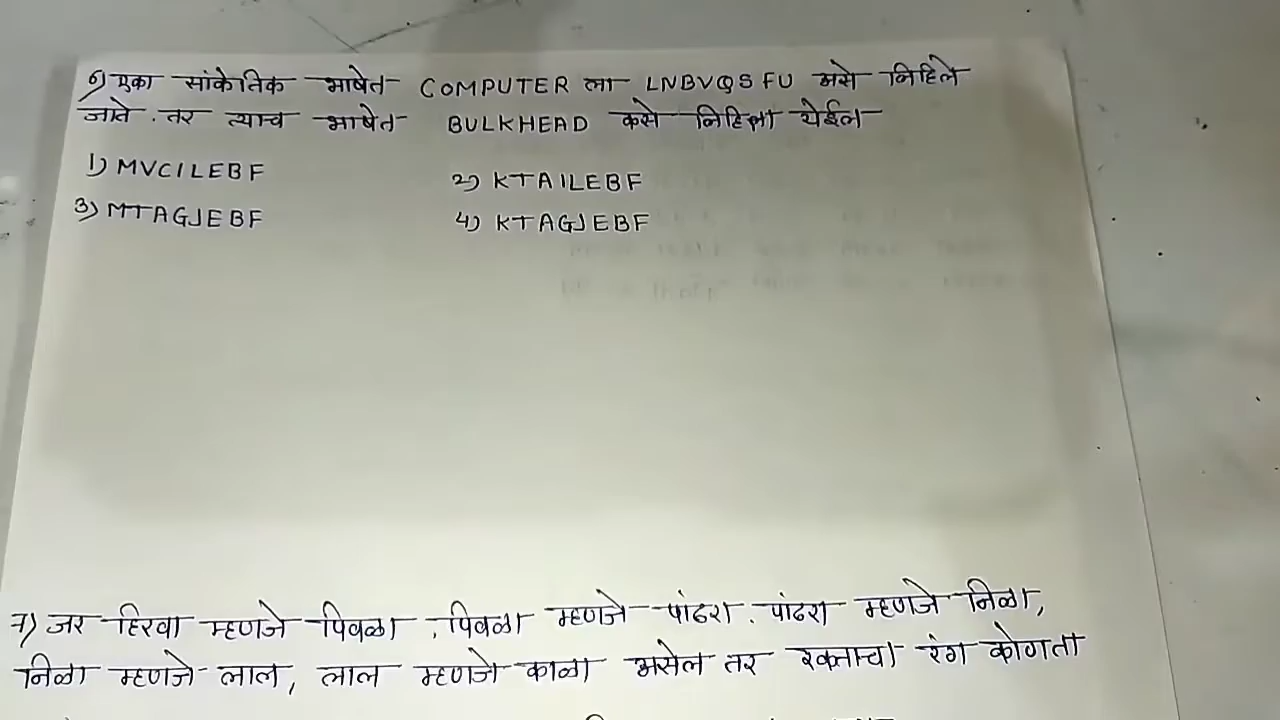 ६) एका सांकेतिक भाषेत COMPUTER ला LNBVQSFU असे लिहिले
जाते . तर त्याच भाषेत BULKHEAD कसे लिहिला येईल
1) MVCILEBF 2) KTAILEBF
3) MTAGJEBF 4) KTAGJEBF
7) जर हिरवा म्हणजे पिवळा , पिवळा म्हणजे पांढरा . पांढरा म्हणजे निळा,
निळा म्हणजे लाल, लाल म्हणजे काळा असेल तर रक्ताचा रंग कोणता